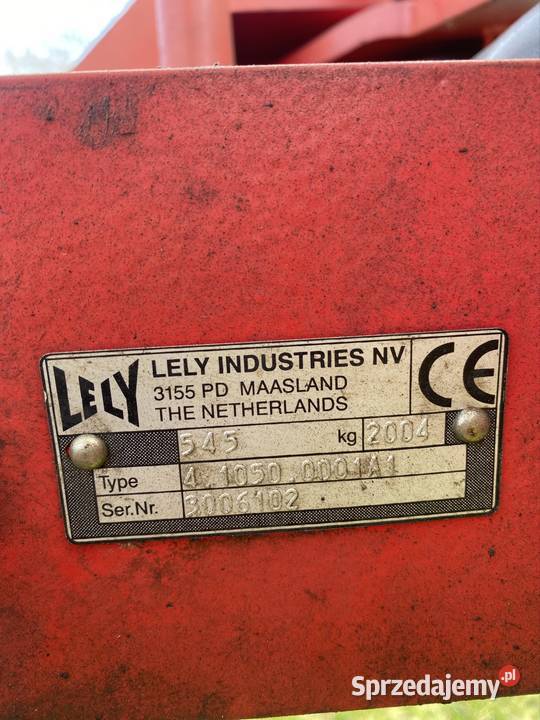 LELY
LELY INDUSTRIES NV
3155 PD MAASLAND
THE NETHERLANDS
CE
545 kg 2004
Type 4.1050.0001A1
Ser.Nr. 3006102
Sprzedajemy.pl